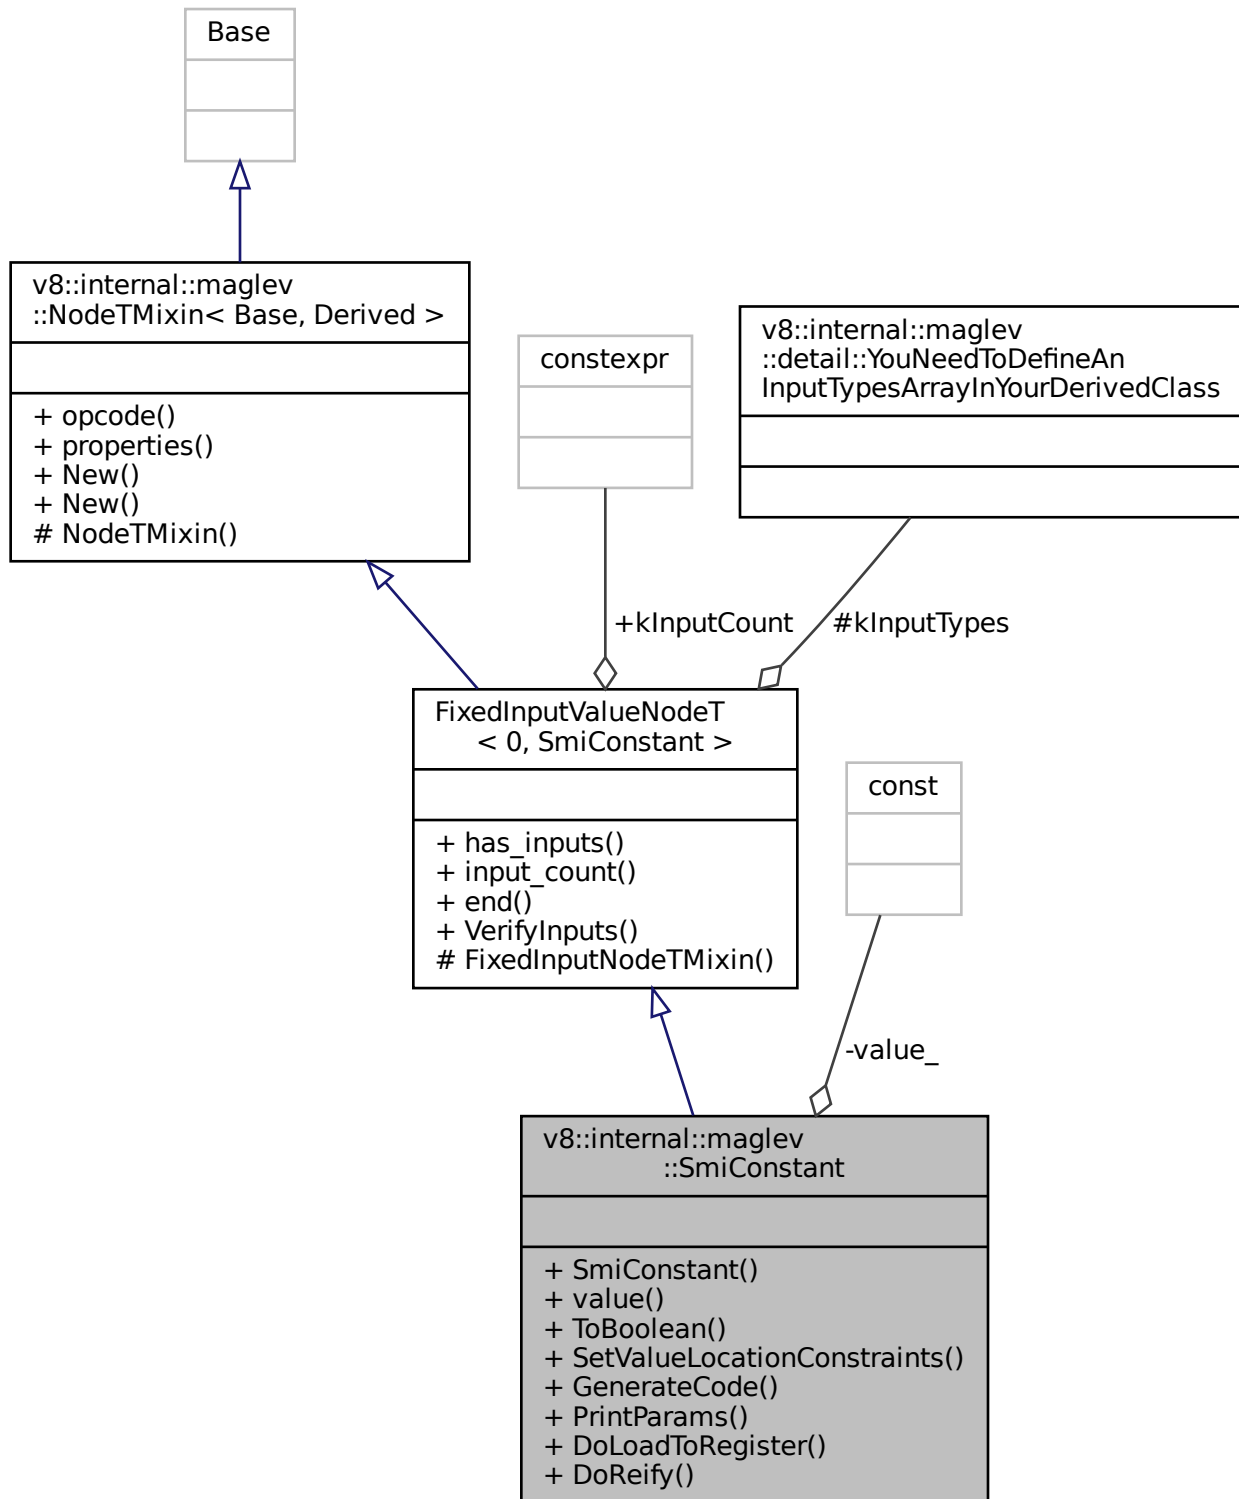 Base
v8::internal::maglev
::NodeTMixin< Base, Derived >
+ opcode()
+ properties()
+ New()
+ New()
# NodeTMixin()
constexpr
v8::internal::maglev
::detail::YouNeedToDefineAn
InputTypesArrayInYourDerivedClass
+kInputCount
#kInputTypes
FixedInputValueNodeT
< 0, SmiConstant >
+ has_inputs()
+ input_count()
+ end()
+ VerifyInputs()
# FixedInputNodeTMixin()
const
-value_
v8::internal::maglev
::SmiConstant
+ SmiConstant()
+ value()
+ ToBoolean()
+ SetValueLocationConstraints()
+ GenerateCode()
+ PrintParams()
+ DoLoadToRegister()
+ DoReify()